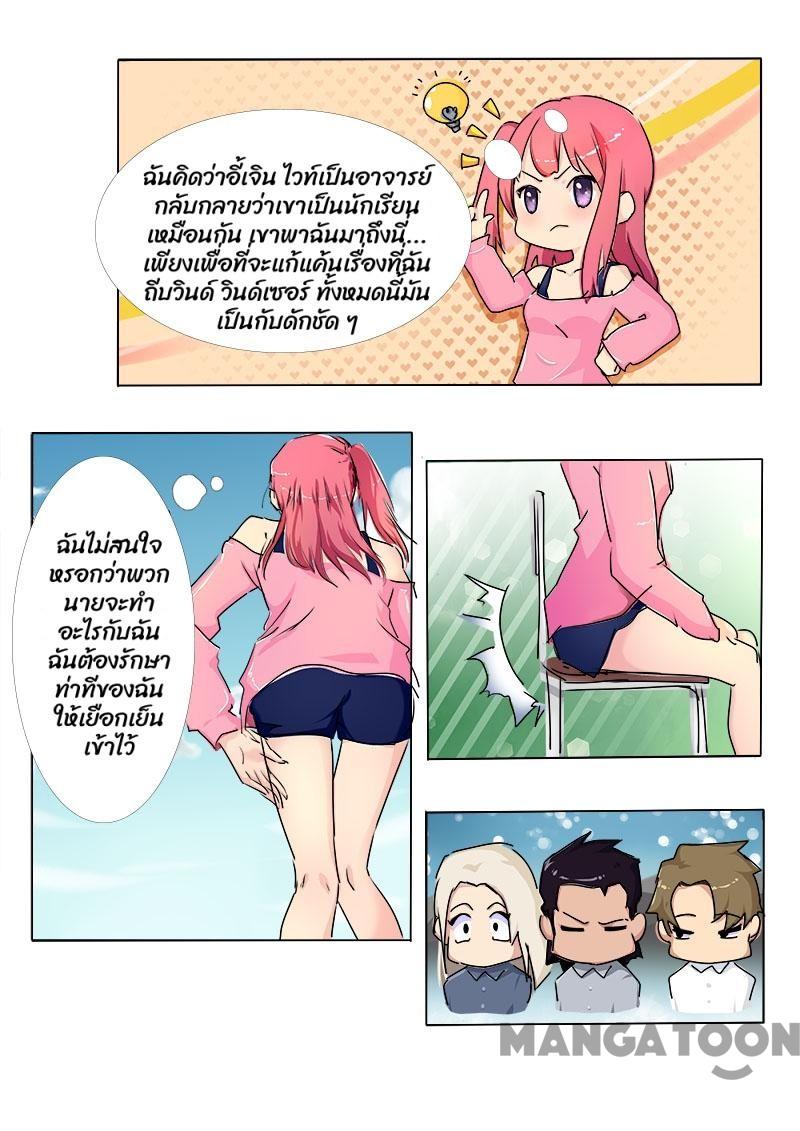 ฉันคิดว่าอี้เจิน ไวท์เป็นอาจารย์
กลับกลายว่าเขาเป็นนักเรียน
เหมือนกัน เขาพาฉันมาถึงนี่...
เพียงเพื่อที่จะแก้แค้นเรื่องที่ฉัน
ถีบวินด์ วินด์เซอร์ ทั้งหมดนี้มัน
เป็นกับดักชัด ๆ
ฉันไม่สนใจ
หรอกว่าพวก
นายจะทำ
อะไรกับฉัน
ฉันต้องรักษา
ท่าทีของฉัน
ให้เยือกเย็น
เข้าไว้
MANGATOON